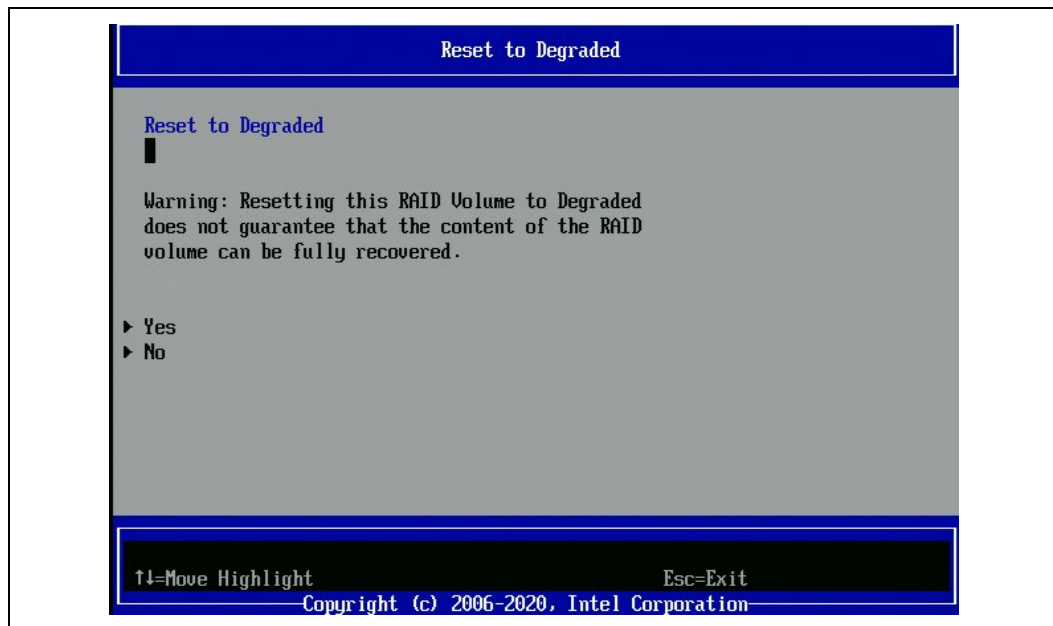 Reset to Degraded
Reset to Degraded
Warning: Resetting this RAID Volume to Degraded
does not guarantee that the content of the RAID
volume can be fully recovered.
▶ Yes
▶ No
↑↓=Move Highlight Esc=Exit
Copyright (c) 2006-2020, Intel Corporation